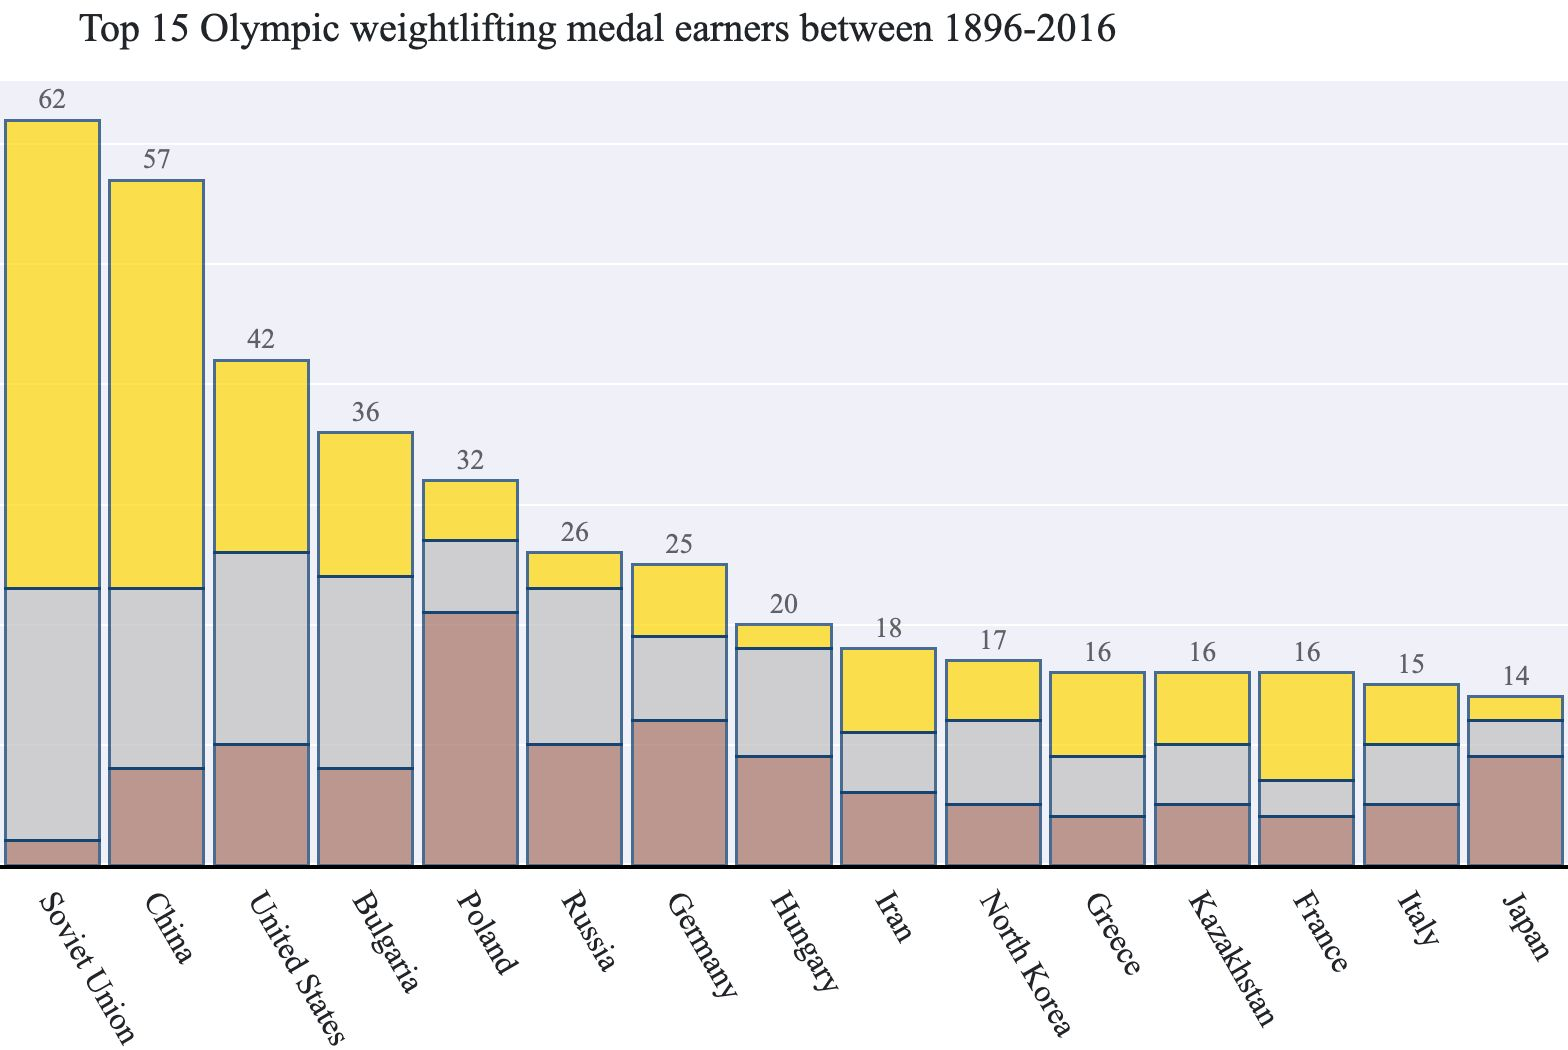 Top 15 Olympic weightlifting medal earners between 1896-2016
62
57
42
36
32
26
25
20
18
17
16
16
16
15
14
Soviet Union
China
United States
Bulgaria
Poland
Russia
Germany
Hungary
Iran
North Korea
Greece
Kazakhstan
France
Italy
Japan